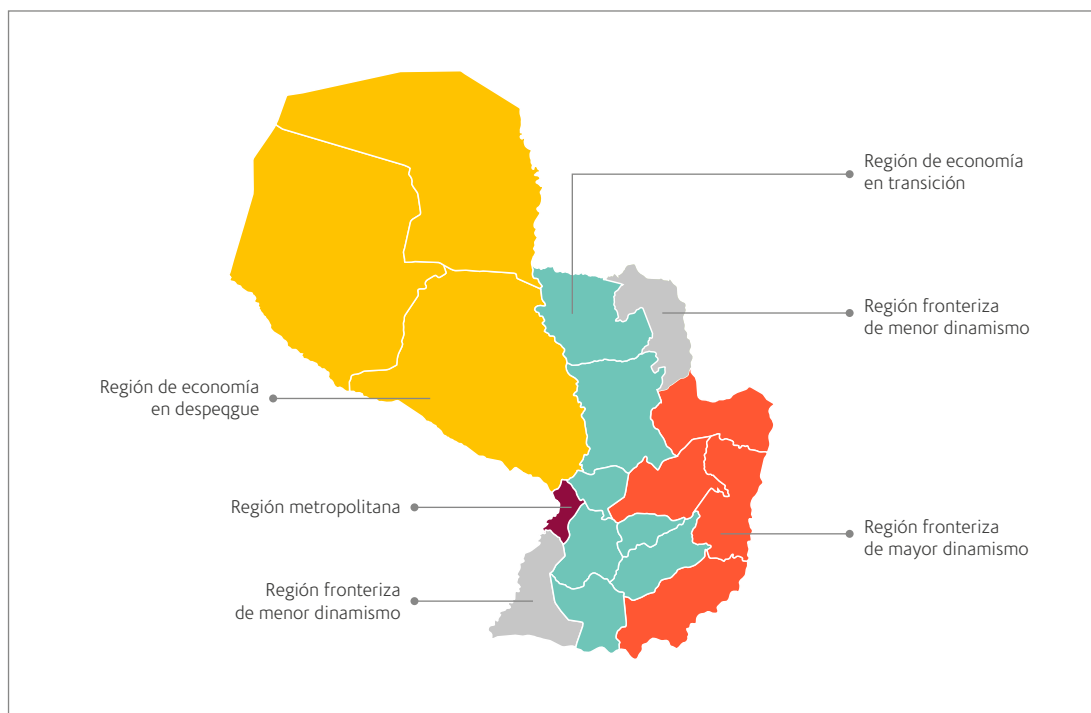 Región de economía
en transición
Región fronteriza
de menor dinamismo
Región de economía
en despeqgue
Región metropolitana
Región fronteriza
de mayor dinamismo
Región fronteriza
de menor dinamismo